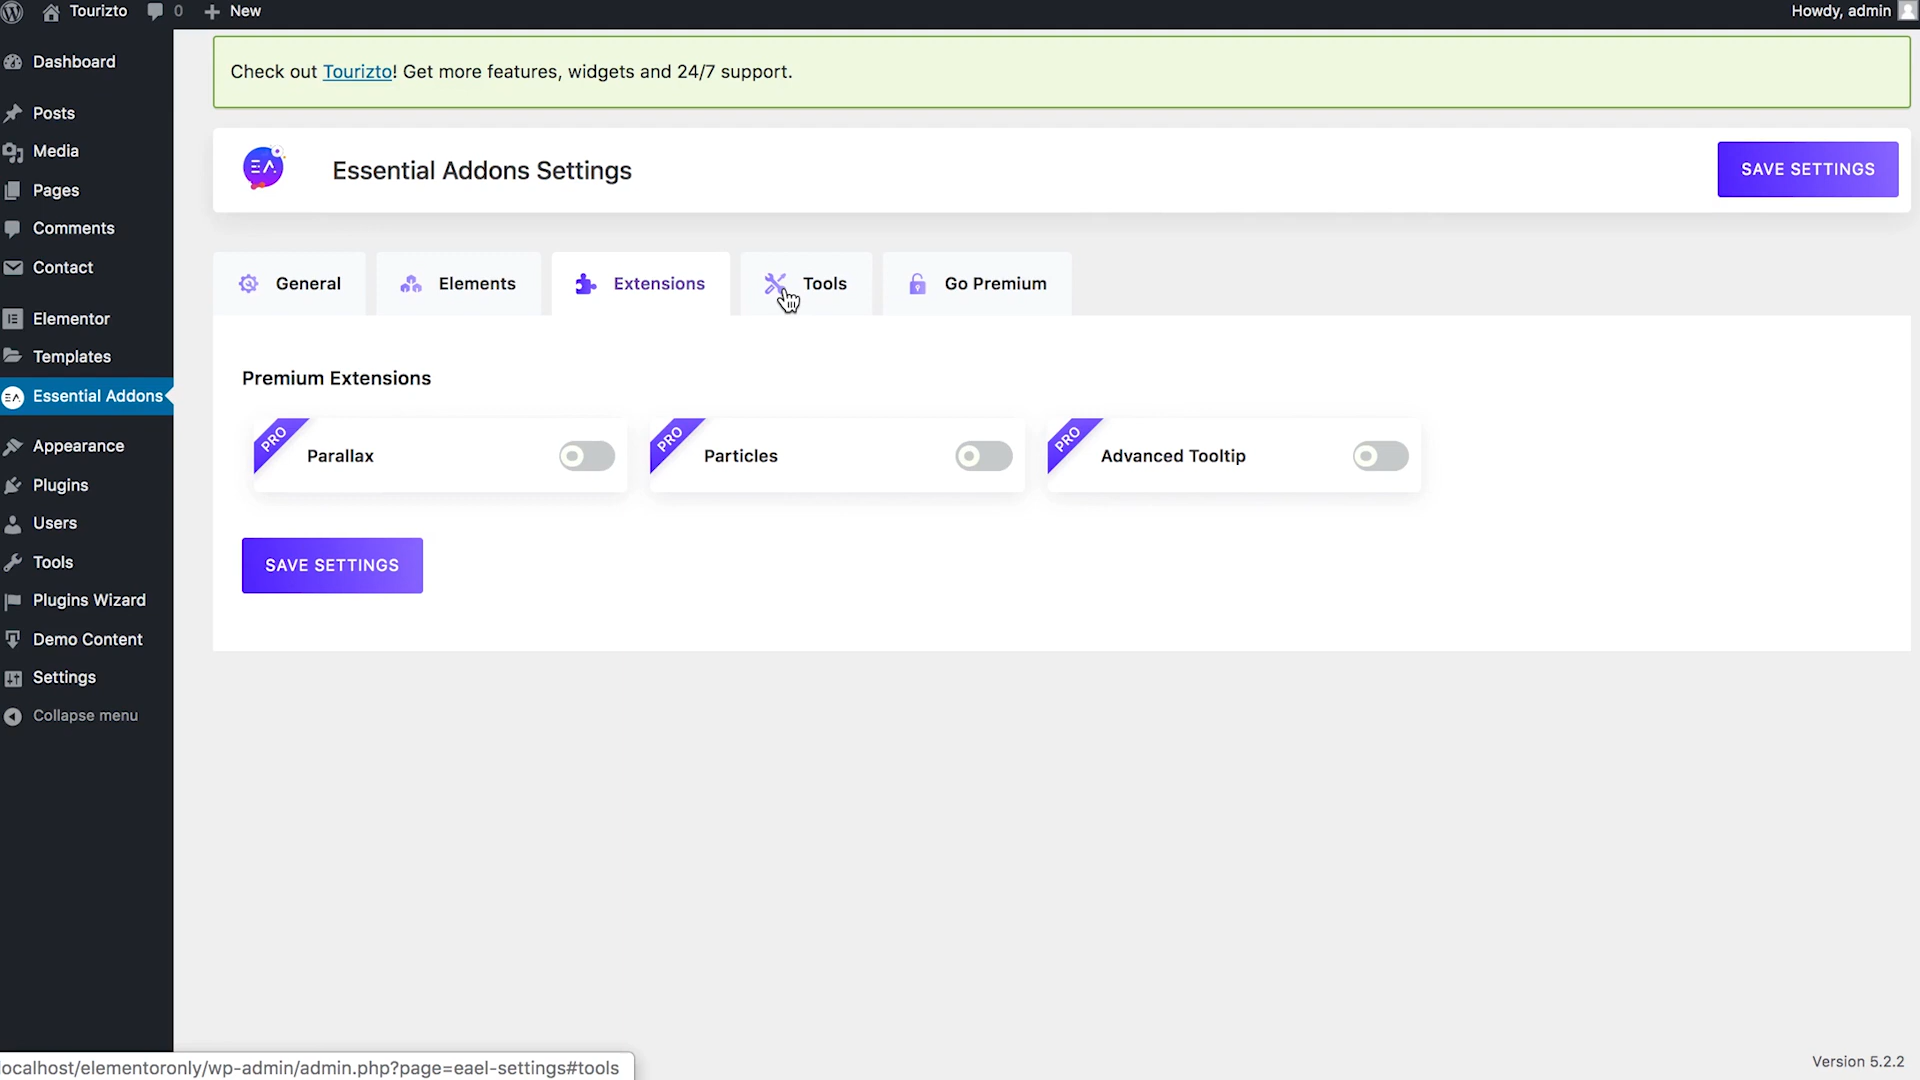 Tourizto
0
New
Howdy, admin
Dashboard
Posts
Media
Pages
Comments
Contact
Elementor
Templates
EA
Essential Addons
Appearance
Plugins
Users
Tools
Plugins Wizard
Demo Content
Settings
Collapse menu
Check out Tourizto! Get more features, widgets and 24/7 support.
EA
Essential Addons Settings
SAVE SETTINGS
General
Elements
Extensions
Tools
Go Premium
Premium Extensions
PRO
Parallax
PRO
Particles
PRO
Advanced Tooltip
SAVE SETTINGS
localhost/elementoronly/wp-admin/admin.php?page=eael-settings#tools
Version 5.2.2